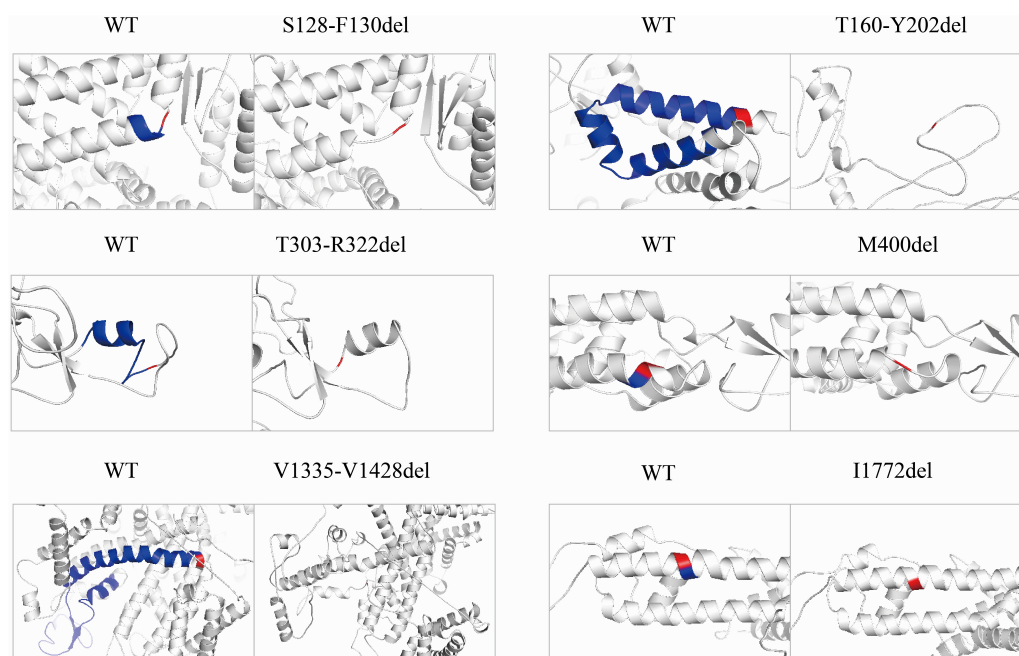 WT S128-F130del WT T160-Y202del
WT T303-R322del WT M400del
WT V1335-V1428del WT I1772del